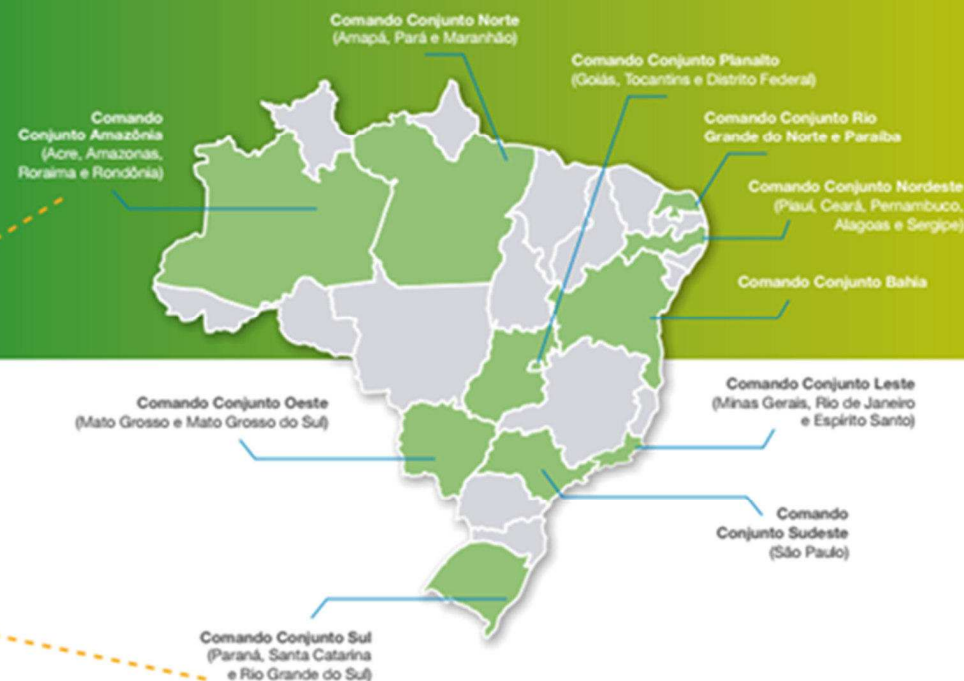 Comando Conjunto Norte
(Amapá, Pará e Maranhão)
Comando Conjunto Planalto
(Goiás, Tocantins e Distrito Federal)
Comando
Conjunto Amazônia
(Acre, Amazonas,
Roraima e Rondônia)
Comando Conjunto Rio
Grande do Norte e Paraíba
Comando Conjunto Nordeste
(Piauí, Ceará, Pernambuco,
Alagoas e Sergipe)
Comando Conjunto Bahia
Comando Conjunto Leste
(Minas Gerais, Rio de Janeiro
e Espírito Santo)
Comando Conjunto Oeste
(Mato Grosso e Mato Grosso do Sul)
Comando
Conjunto Sudeste
(São Paulo)
Comando Conjunto Sul
(Paraná, Santa Catarina
e Rio Grande do Sul)